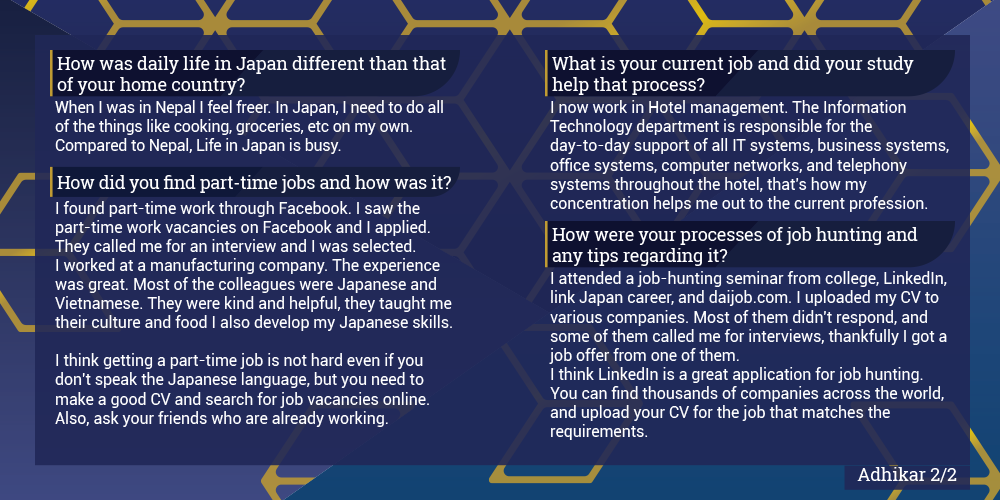 How was daily life in Japan different than that
of your home country?
When I was in Nepal I feel freer. In Japan, I need to do all
of the things like cooking, groceries, etc on my own.
Compared to Nepal, Life in Japan is busy.
How did you find part-time jobs and how was it?
I found part-time work through Facebook. I saw the
part-time work vacancies on Facebook and I applied.
They called me for an interview and I was selected.
I worked at a manufacturing company. The experience
was great. Most of the colleagues were Japanese and
Vietnamese. They were kind and helpful, they taught me
their culture and food I also develop my Japanese skills.
I think getting a part-time job is not hard even if you
don't speak the Japanese language, but you need to
make a good CV and search for job vacancies online.
Also, ask your friends who are already working.
What is your current job and did your study
help that process?
I now work in Hotel management. The Information
Technology department is responsible for the
day-to-day support of all IT systems, business systems,
office systems, computer networks, and telephony
systems throughout the hotel, that's how my
concentration helps me out to the current profession.
How were your processes of job hunting and
any tips regarding it?
I attended a job-hunting seminar from college, LinkedIn,
link Japan career, and daijob.com. I uploaded my CV to
various companies. Most of them didn't respond, and
some of them called me for interviews, thankfully I got a
job offer from one of them.
I think LinkedIn is a great application for job hunting.
You can find thousands of companies across the world,
and upload your CV for the job that matches the
requirements.
Adhikar 2/2